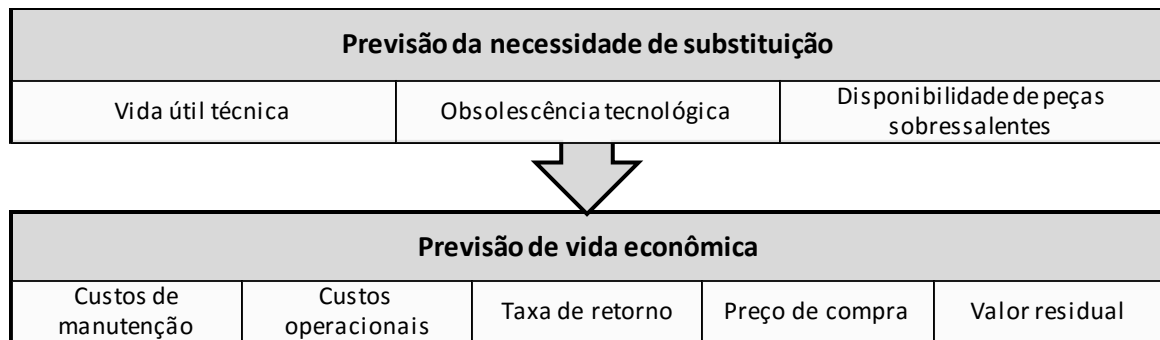 Previsão da necessidade de substituição
Vida útil técnica
Obsolescência tecnológica
Disponibilidade de peças
sobressalentes
Previsão de vida econômica
Custos de
manutenção
Custos
operacionais
Taxa de retorno
Preço de compra
Valor residual